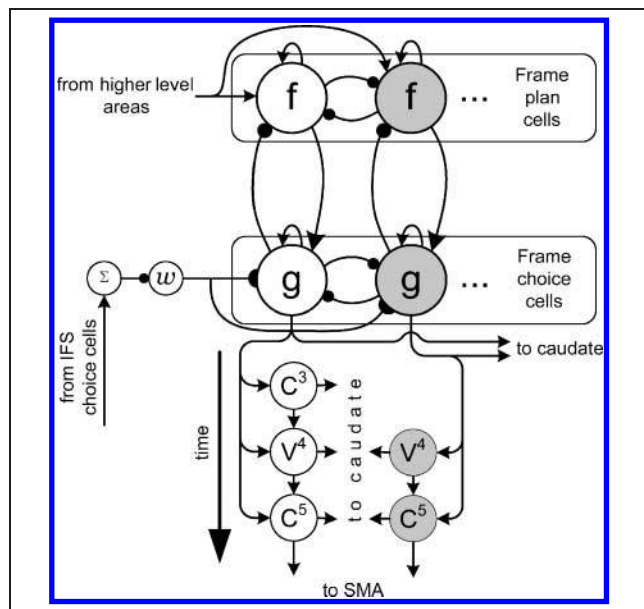 from higher level
areas
f
f
...
Frame
plan
cells
Σ
w
g
g
...
Frame
choice
cells
from IFS
choice cells
to caudate
time
C³
V⁴
C⁵
to caudate
V⁴
C⁵
to SMA